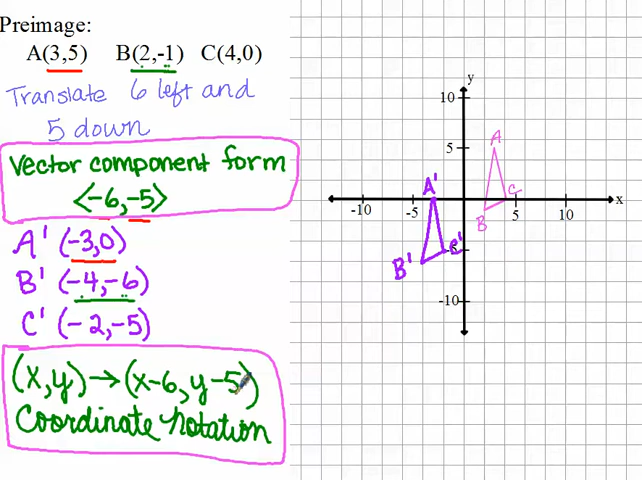 Preimage:
A(3,5) B(2,-1) C(4,0)
Translate 6 left and
5 down
Vector component form
<-6,-5>
A' (-3,0)
B' (-4,-6)
C' (-2,-5)
(x,y)→(x-6,y-5)
Coordinate Notation
y
10
5
A
C
B
x
-10
-5
5
10
A'
B'
C'
-5
-10